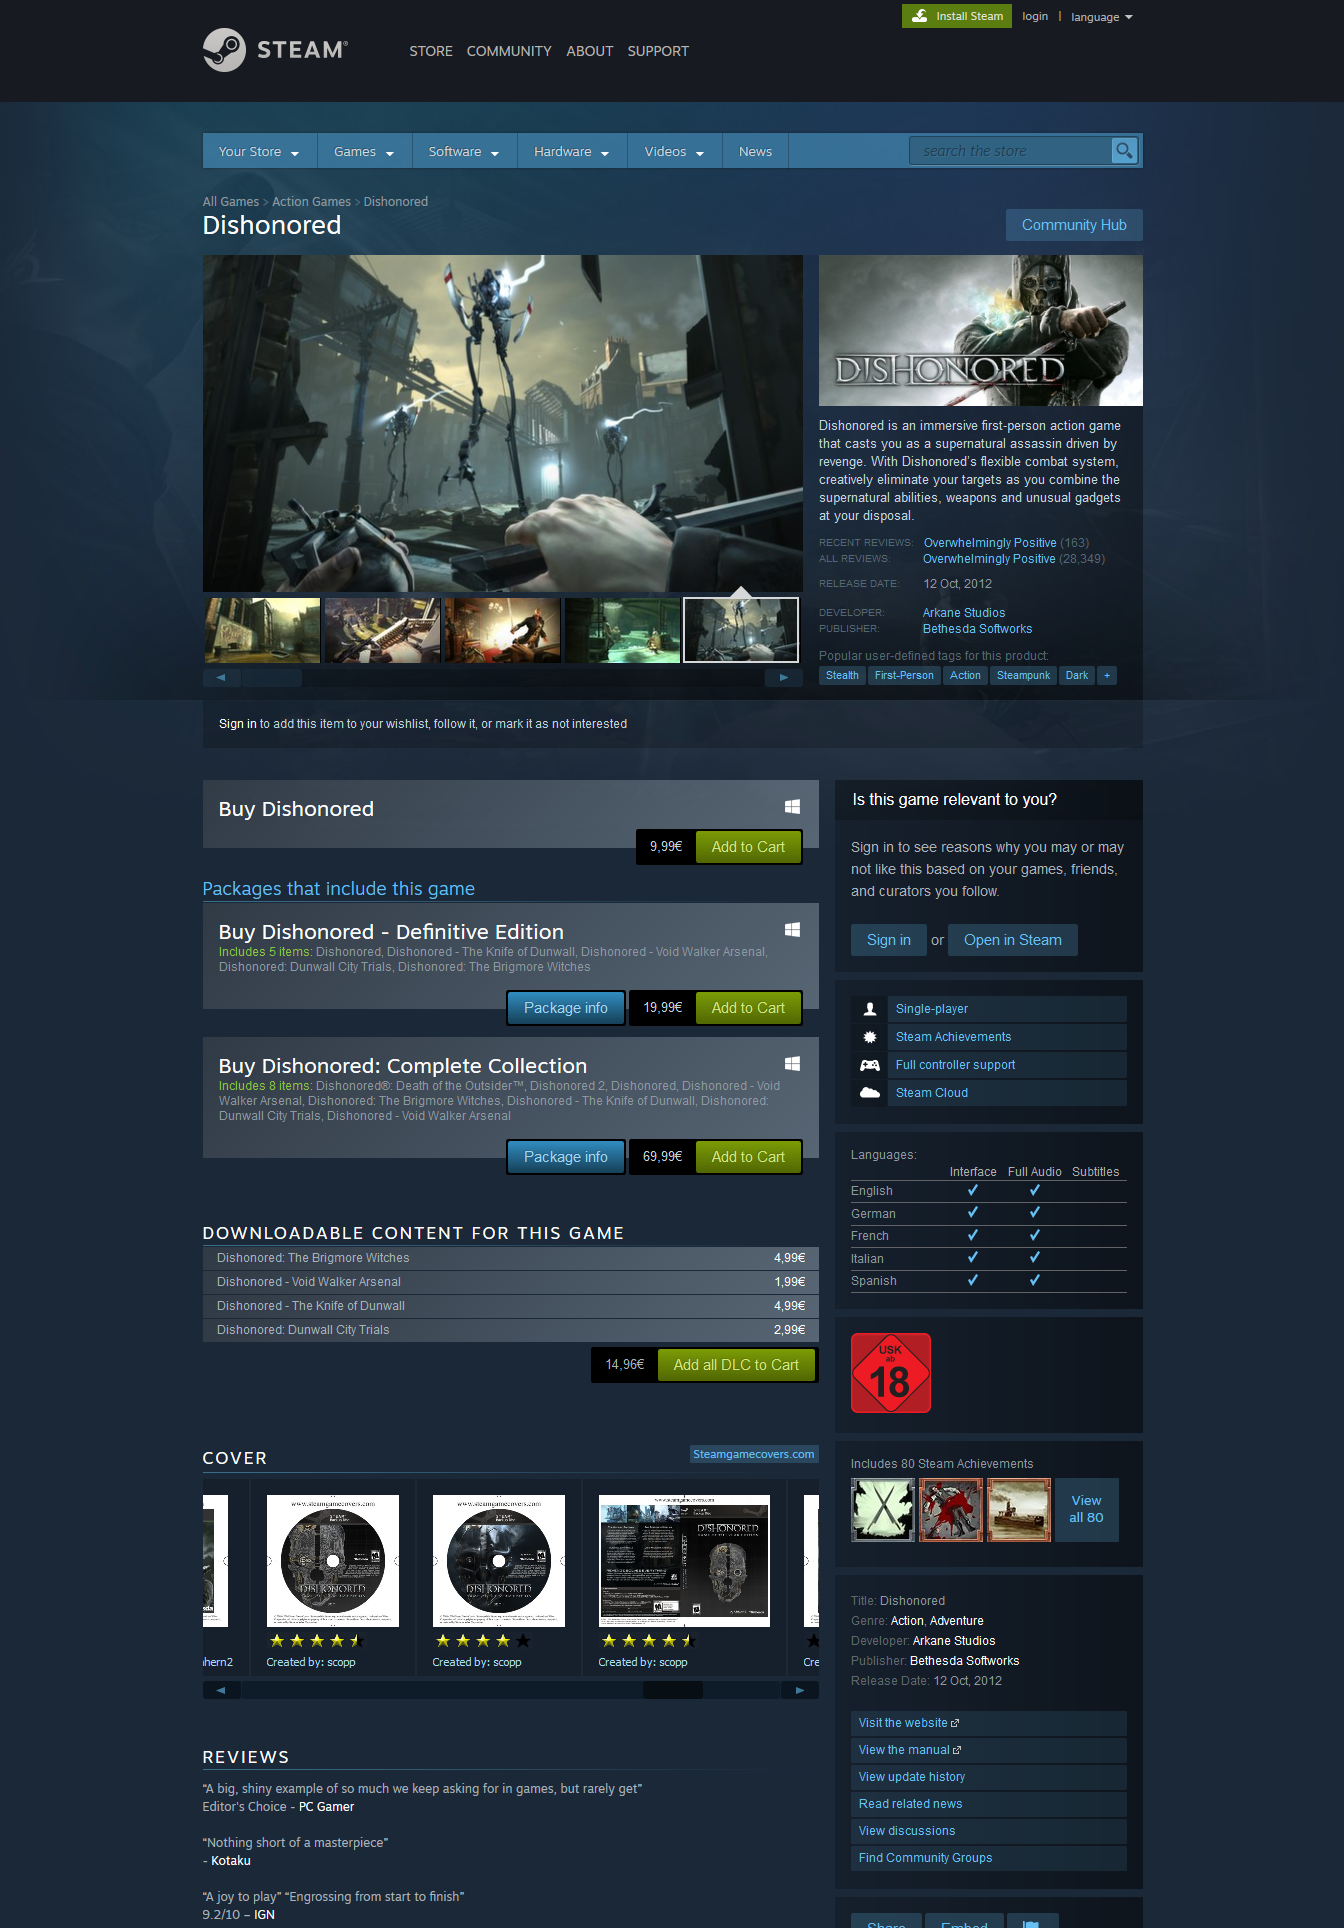 Install Steam login | language
STEAM®
STORE COMMUNITY ABOUT SUPPORT
Your Store Games Software Hardware Videos News search the store
All Games > Action Games > Dishonored
Dishonored
Community Hub
DISHONORED
Dishonored is an immersive first-person action game
that casts you as a supernatural assassin driven by
revenge. With Dishonored's flexible combat system,
creatively eliminate your targets as you combine the
supernatural abilities, weapons and unusual gadgets
at your disposal.
RECENT REVIEWS: Overwhelmingly Positive (163)
ALL REVIEWS: Overwhelmingly Positive (28,349)
RELEASE DATE: 12 Oct, 2012
DEVELOPER: Arkane Studios
PUBLISHER: Bethesda Softworks
Popular user-defined tags for this product:
Stealth First-Person Action Steampunk Dark +
Sign in to add this item to your wishlist, follow it, or mark it as not interested
Buy Dishonored
9,99€ Add to Cart
Packages that include this game
Buy Dishonored - Definitive Edition
Includes 5 items: Dishonored, Dishonored - The Knife of Dunwall, Dishonored - Void Walker Arsenal,
Dishonored: Dunwall City Trials, Dishonored: The Brigmore Witches
Package info 19,99€ Add to Cart
Buy Dishonored: Complete Collection
Includes 8 items: Dishonored®: Death of the Outsider™, Dishonored 2, Dishonored, Dishonored - Void
Walker Arsenal, Dishonored: The Brigmore Witches, Dishonored - The Knife of Dunwall, Dishonored:
Dunwall City Trials, Dishonored - Void Walker Arsenal
Package info 69,99€ Add to Cart
DOWNLOADABLE CONTENT FOR THIS GAME
Dishonored: The Brigmore Witches 4,99€
Dishonored - Void Walker Arsenal 1,99€
Dishonored - The Knife of Dunwall 4,99€
Dishonored: Dunwall City Trials 2,99€
14,96€ Add all DLC to Cart
COVER
Steamgamecovers.com
www.steamgamecovers.com
www.steamgamecovers.com
www.steamgamecovers.com
DISHONORED
DISHONORED
DISHONORED
hern2 Created by: scopp Created by: scopp Created by: scopp Cre
REVIEWS
“A big, shiny example of so much we keep asking for in games, but rarely get”
Editor's Choice - PC Gamer
“Nothing short of a masterpiece”
- Kotaku
“A joy to play” “Engrossing from start to finish”
9.2/10 – IGN
Is this game relevant to you?
Sign in to see reasons why you may or may
not like this based on your games, friends,
and curators you follow.
Sign in or Open in Steam
Single-player
Steam Achievements
Full controller support
Steam Cloud
Languages:
Interface Full Audio Subtitles
English ✔ ✔
German ✔ ✔
French ✔ ✔
Italian ✔ ✔
Spanish ✔ ✔
USK
ab
18
Includes 80 Steam Achievements
View
all 80
Title: Dishonored
Genre: Action, Adventure
Developer: Arkane Studios
Publisher: Bethesda Softworks
Release Date: 12 Oct, 2012
Visit the website
View the manual
View update history
Read related news
View discussions
Find Community Groups
Share Embed